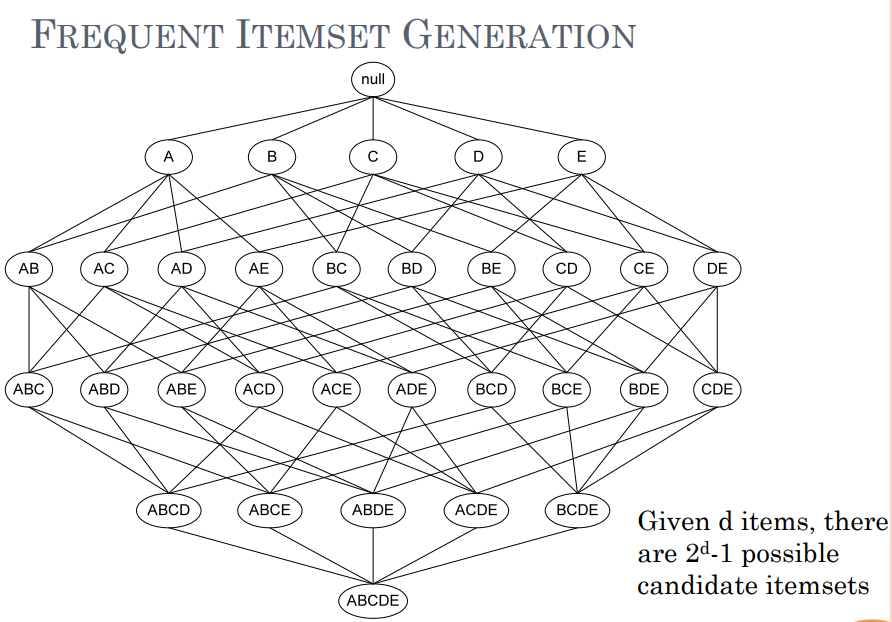 FREQUENT ITEMSET GENERATION
null
A B C D E
AB AC AD AE BC BD BE CD CE DE
ABC ABD ABE ACD ACE ADE BCD BCE BDE CDE
ABCD ABCE ABDE ACDE BCDE
ABCDE
Given d items, there
are 2ᵈ-1 possible
candidate itemsets